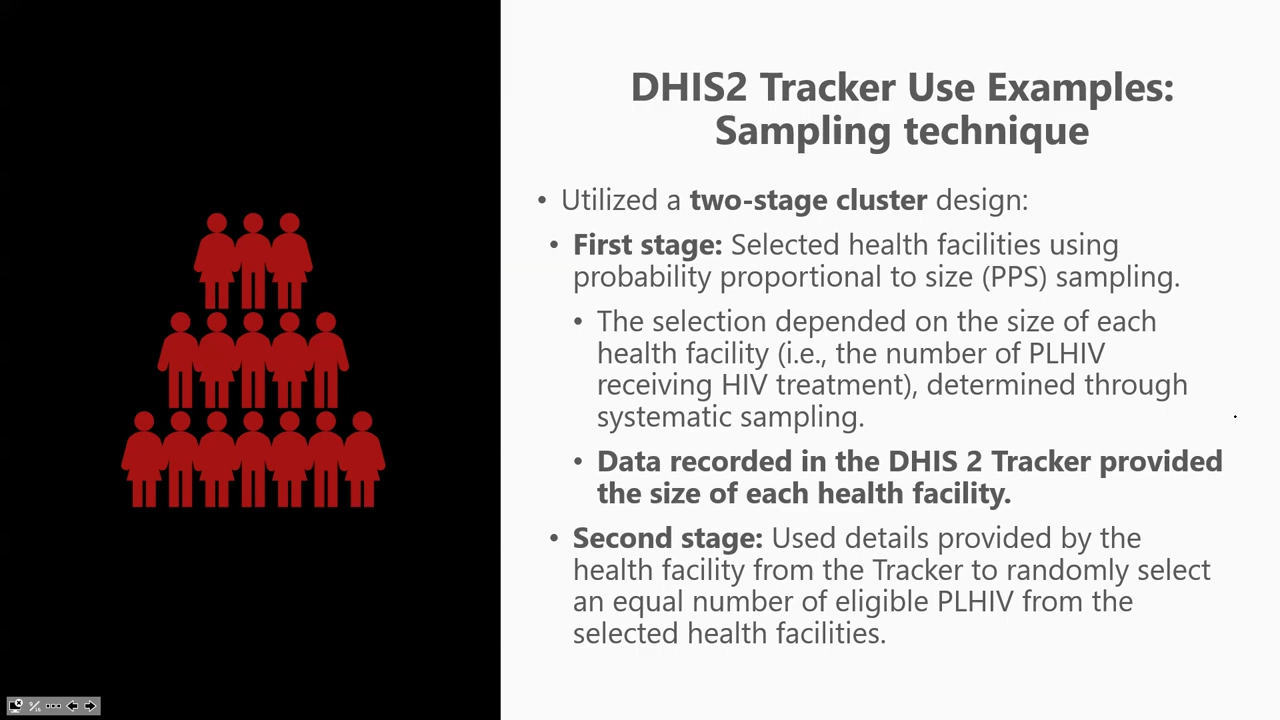 DHIS2 Tracker Use Examples:
Sampling technique
• Utilized a two-stage cluster design:
• First stage: Selected health facilities using
probability proportional to size (PPS) sampling.
• The selection depended on the size of each
health facility (i.e., the number of PLHIV
receiving HIV treatment), determined through
systematic sampling.
• Data recorded in the DHIS 2 Tracker provided
the size of each health facility.
• Second stage: Used details provided by the
health facility from the Tracker to randomly select
an equal number of eligible PLHIV from the
selected health facilities.